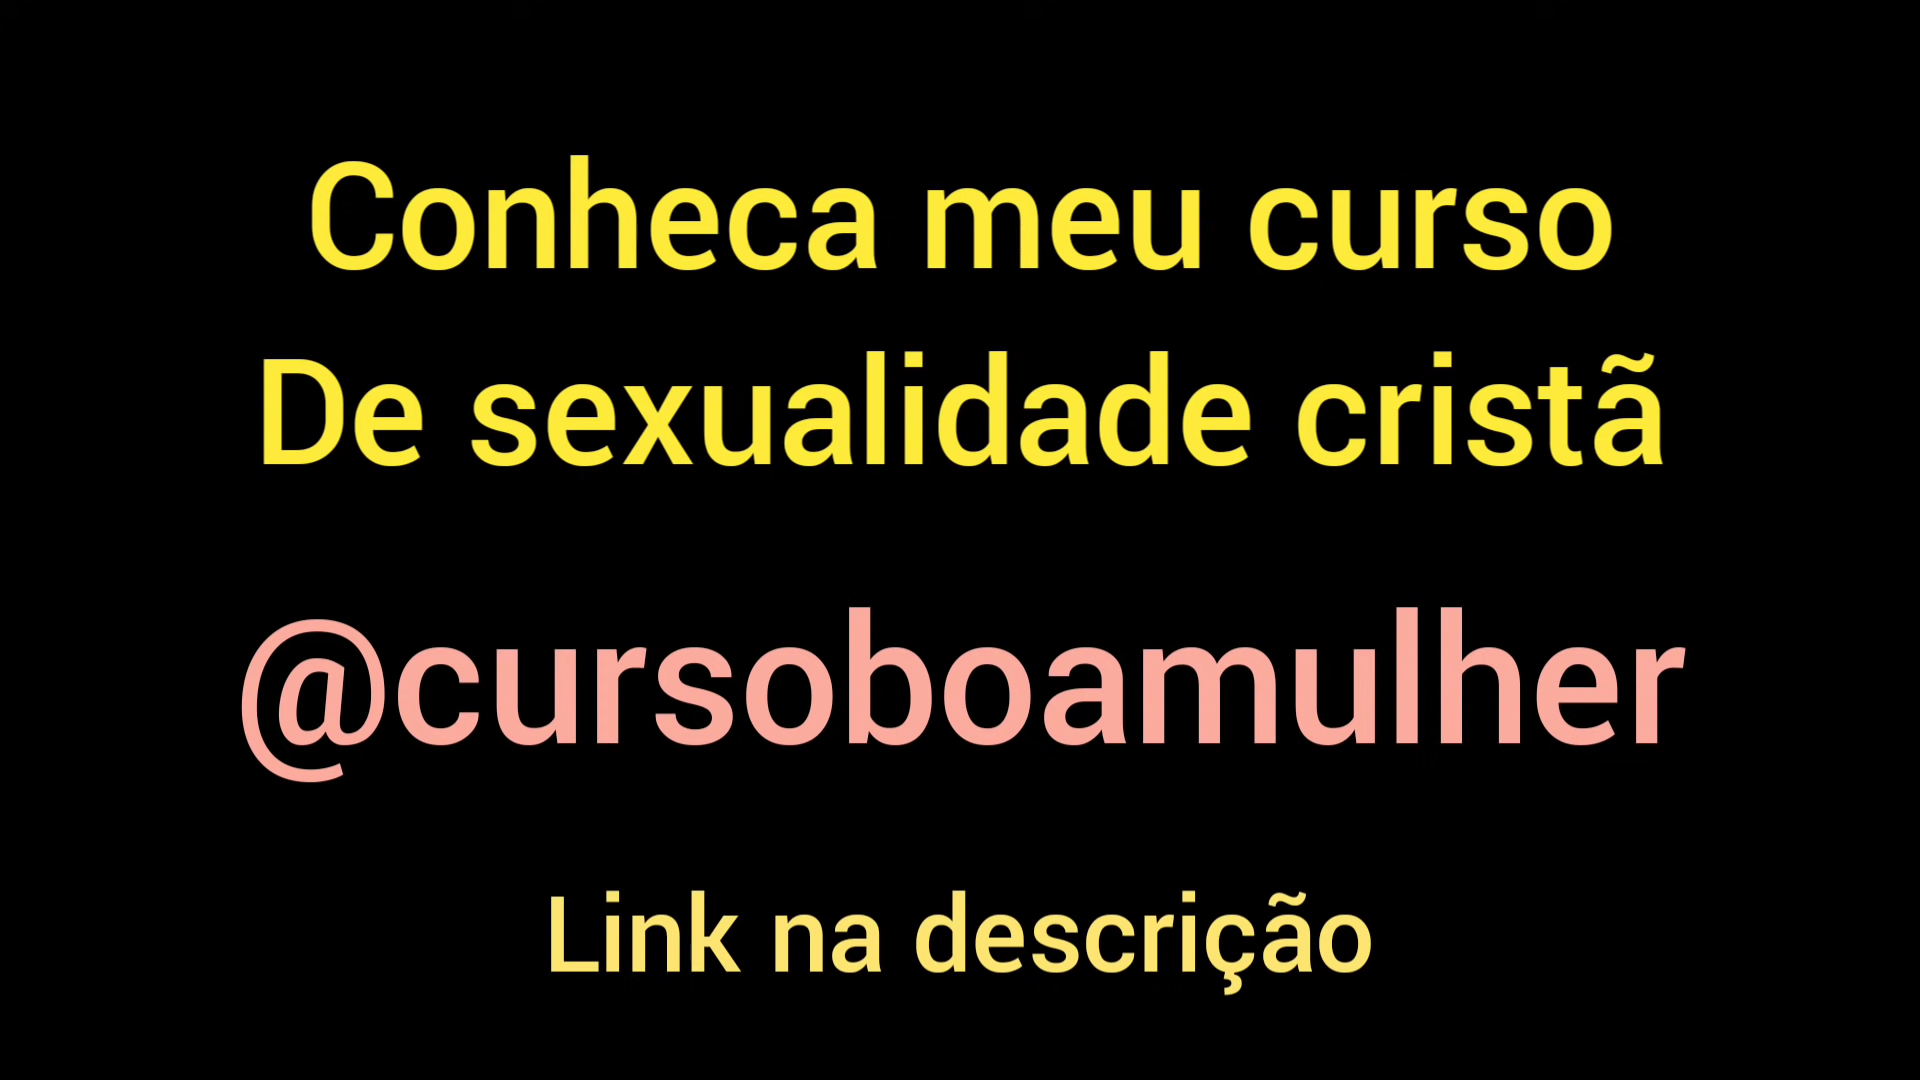 Conheca meu curso
De sexualidade cristã
@cursoboamulher
Link na descrição